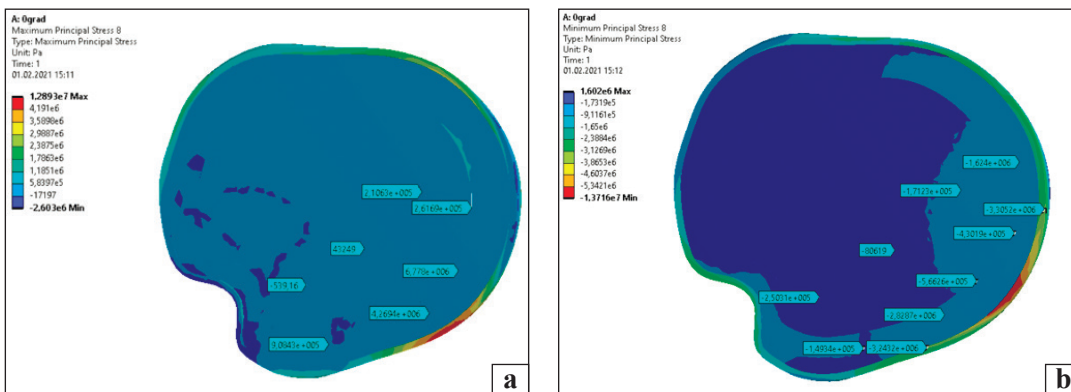 A: 0grad
Maximum Principal Stress 8
Type: Maximum Principal Stress
Unit: Pa
Time: 1
01.02.2021 15:11
1,2893e7 Max
4,191e6
3,5898e6
2,9887e6
2,3875e6
1,7863e6
1,1851e6
5,8397e5
-17197
-2,603e6 Min
2,1063e+005
2,6169e+005
43249
6,778e+006
-539,16
4,2694e+006
9,0843e+005
a
A: 0grad
Minimum Principal Stress 8
Type: Minimum Principal Stress
Unit: Pa
Time: 1
01.02.2021 15:12
1,602e6 Max
-1,7319e5
-9,1161e5
-1,65e6
-2,3884e6
-3,1269e6
-3,8653e6
-4,6037e6
-5,3421e6
-1,3716e7 Min
-1,624e+006
-1,7123e+005
-3,3052e+006
-4,3019e+005
-80619
-5,6626e+005
-2,5031e+005
-2,8287e+006
-1,4934e+005
-3,2432e+006
b